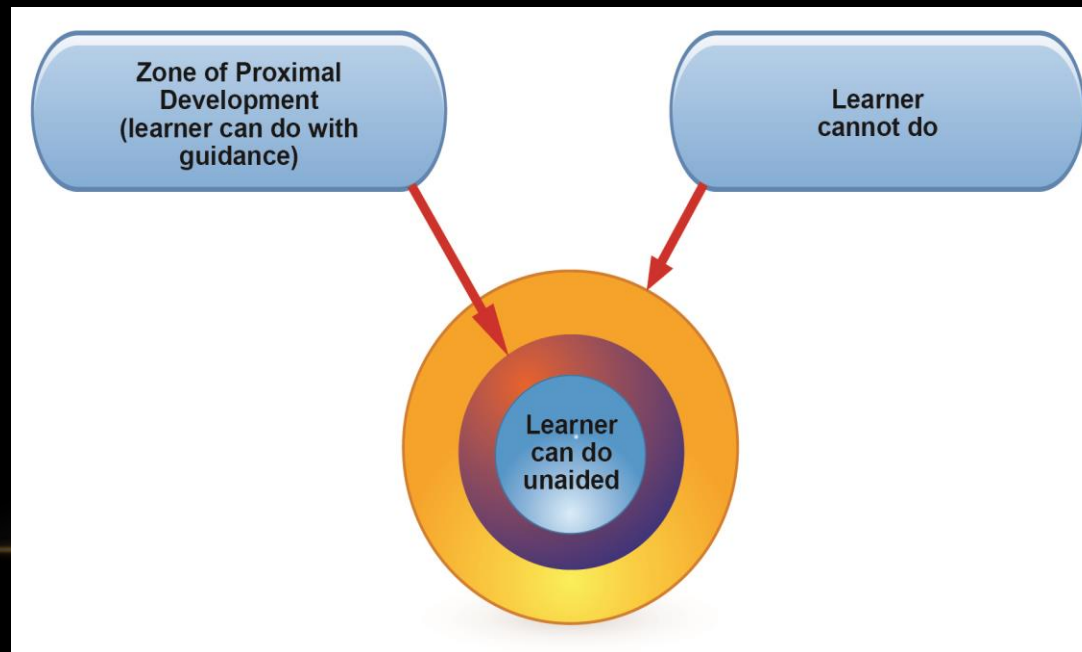 Zone of Proximal
Development
(learner can do with
guidance)
Learner
cannot do
Learner
can do
unaided